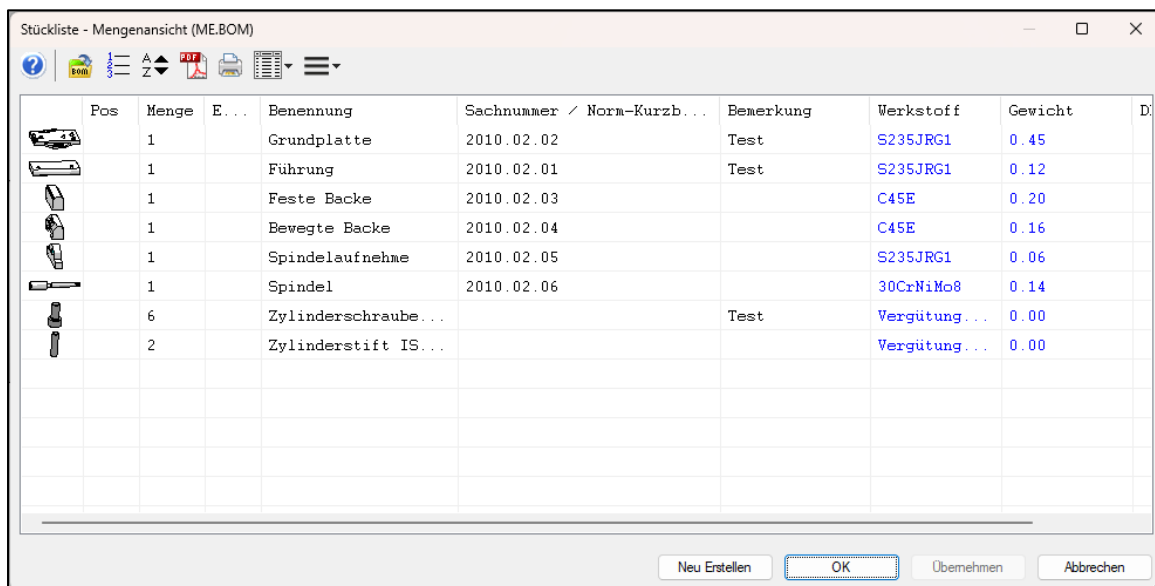 Stückliste - Mengenansicht (ME.BOM)
? BOM 1 2 3 A Z PDF
Pos Menge E... Benennung Sachnummer / Norm-Kurzb... Bemerkung Werkstoff Gewicht D
1 Grundplatte 2010.02.02 Test S235JRG1 0.45
1 Führung 2010.02.01 Test S235JRG1 0.12
1 Feste Backe 2010.02.03 C45E 0.20
1 Bewegte Backe 2010.02.04 C45E 0.16
1 Spindelaufnehme 2010.02.05 S235JRG1 0.06
1 Spindel 2010.02.06 30CrNiMo8 0.14
6 Zylinderschraube... Test Vergütung... 0.00
2 Zylinderstift IS... Vergütung... 0.00
Neu Erstellen OK Übernehmen Abbrechen